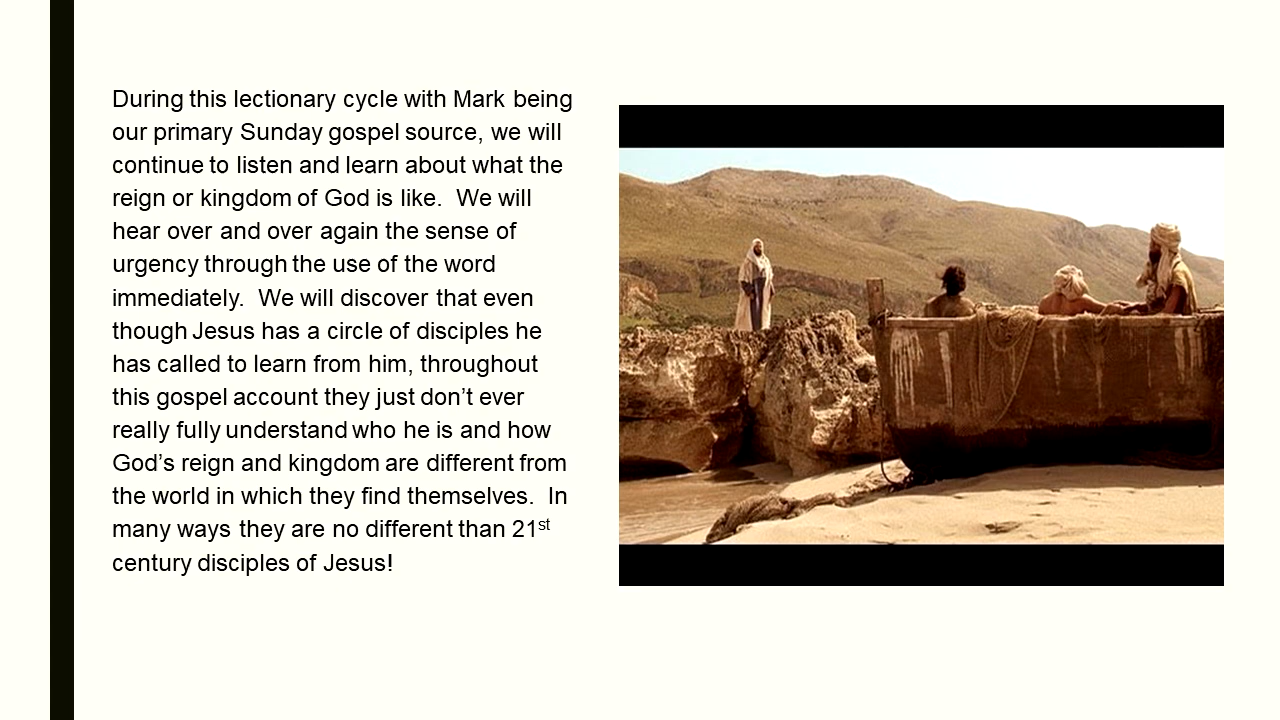 During this lectionary cycle with Mark being
our primary Sunday gospel source, we will
continue to listen and learn about what the
reign or kingdom of God is like.  We will
hear over and over again the sense of
urgency through the use of the word
immediately.  We will discover that even
though Jesus has a circle of disciples he
has called to learn from him, throughout
this gospel account they just don’t ever
really fully understand who he is and how
God’s reign and kingdom are different from
the world in which they find themselves.  In
many ways they are no different than 21st
century disciples of Jesus!